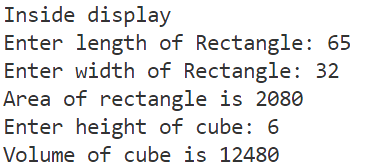 Inside display
Enter length of Rectangle: 65
Enter width of Rectangle: 32
Area of rectangle is 2080
Enter height of cube: 6
Volume of cube is 12480